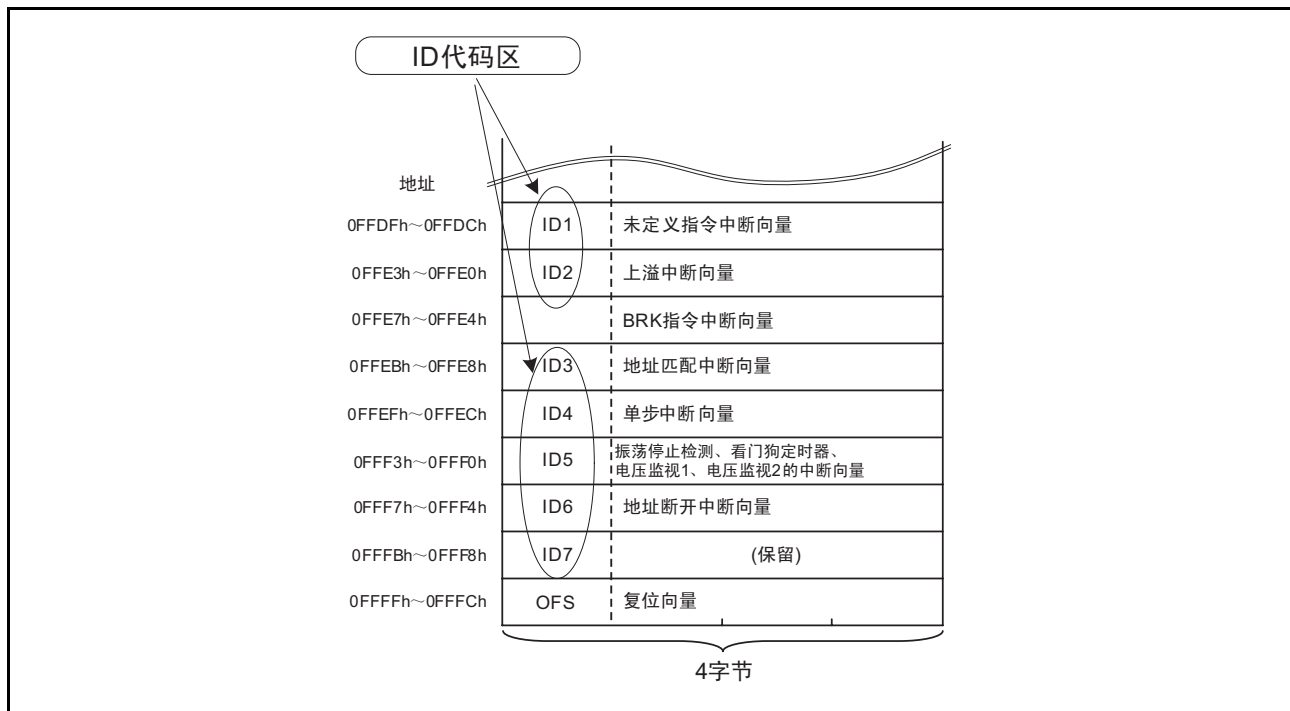 ID代码区
地址
0FFDFh～0FFDCh ID1 未定义指令中断向量
0FFE3h～0FFE0h ID2 上溢中断向量
0FFE7h～0FFE4h BRK指令中断向量
0FFEBh～0FFE8h ID3 地址匹配中断向量
0FFEFh～0FFECh ID4 单步中断向量
0FFF3h～0FFF0h ID5 振荡停止检测、看门狗定时器、
电压监视1、电压监视2的中断向量
0FFF7h～0FFF4h ID6 地址断开中断向量
0FFFBh～0FFF8h ID7 (保留)
0FFFFh～0FFFCh OFS 复位向量
4字节